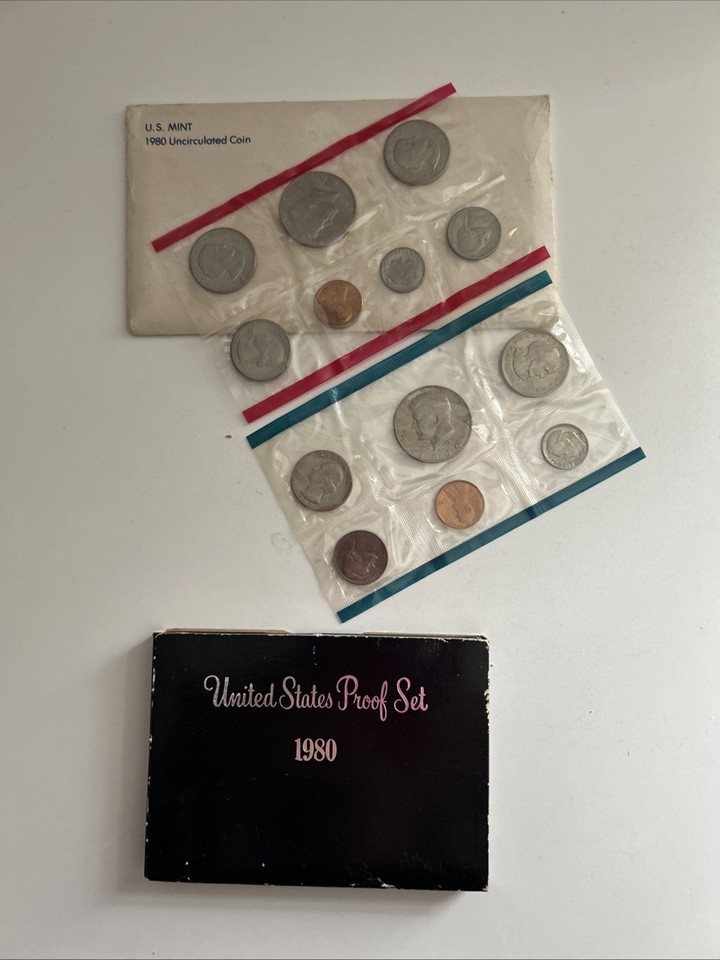 U.S. MINT
1980 Uncirculated Coin
United States Proof Set
1980